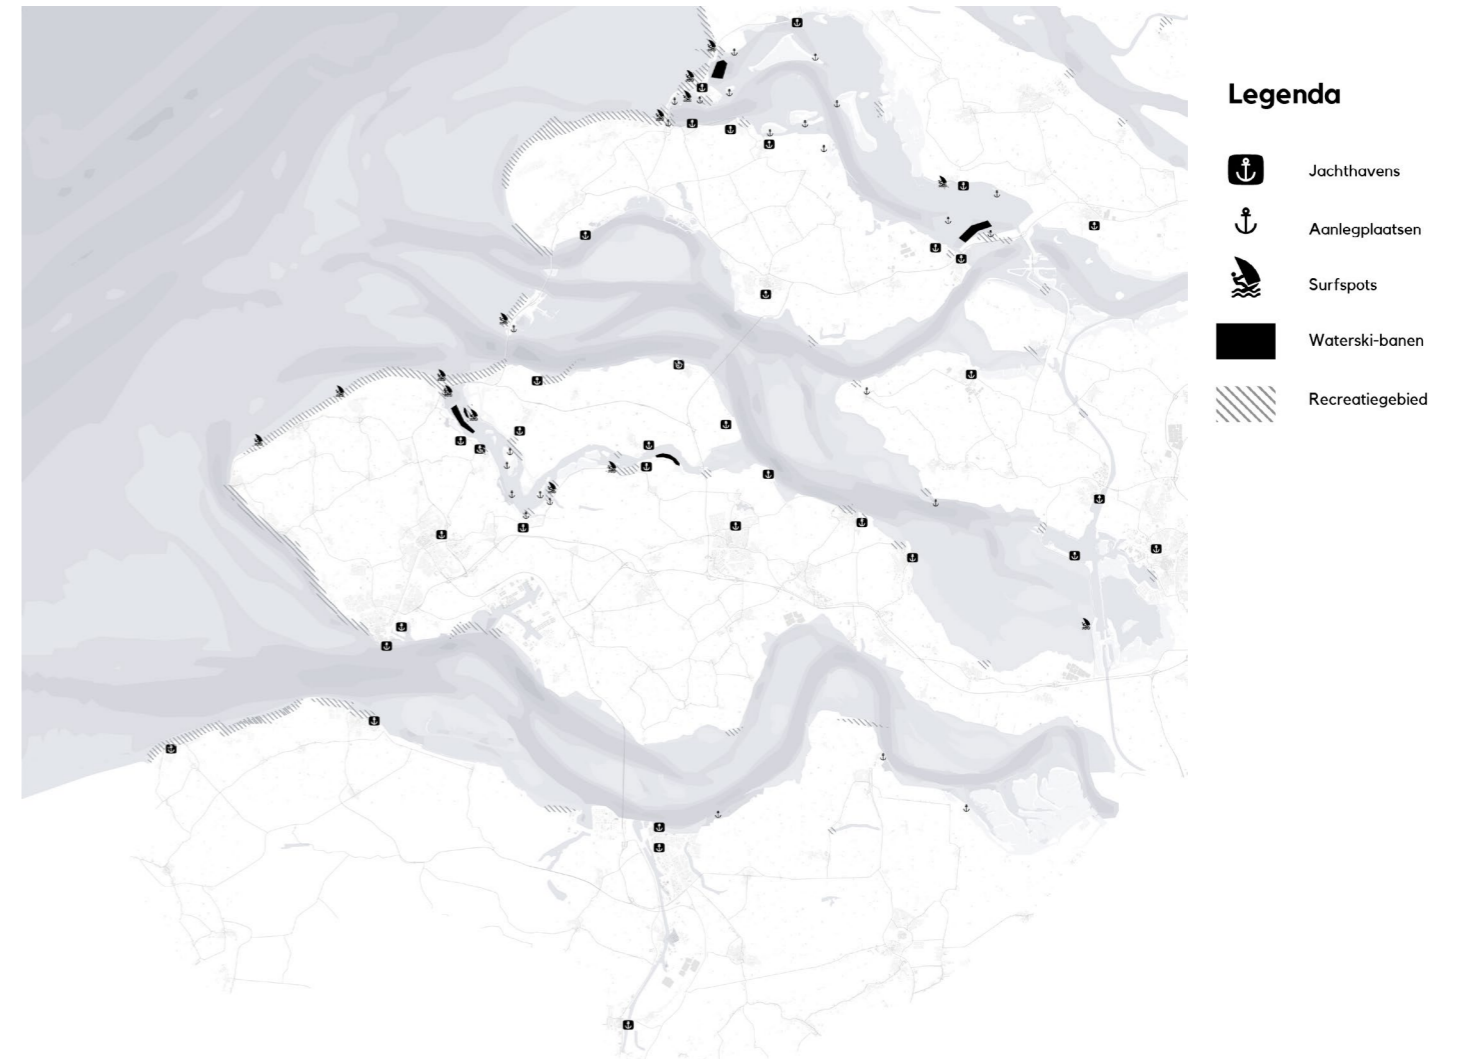 Legenda
Jachthavens
Aanlegplaatsen
Surfspots
Waterski-banen
Recreatiegebied